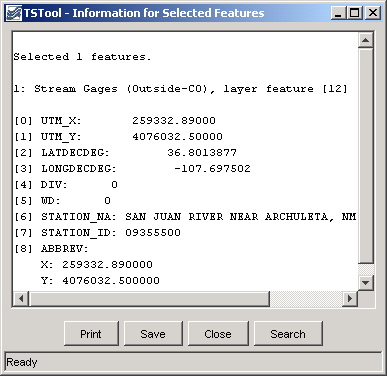 TSTool - Information for Selected Features
Selected 1 features.
1: Stream Gages (Outside-CO), layer feature [12]
[0] UTM_X: 259332.89000
[1] UTM_Y: 4076032.50000
[2] LATDECDEG: 36.8013877
[3] LONGDECDEG: -107.697502
[4] DIV: 0
[5] WD: 0
[6] STATION_NA: SAN JUAN RIVER NEAR ARCHULETA, NM
[7] STATION_ID: 09355500
[8] ABBREV:
X: 259332.890000
Y: 4076032.500000
Print Save Close Search
Ready